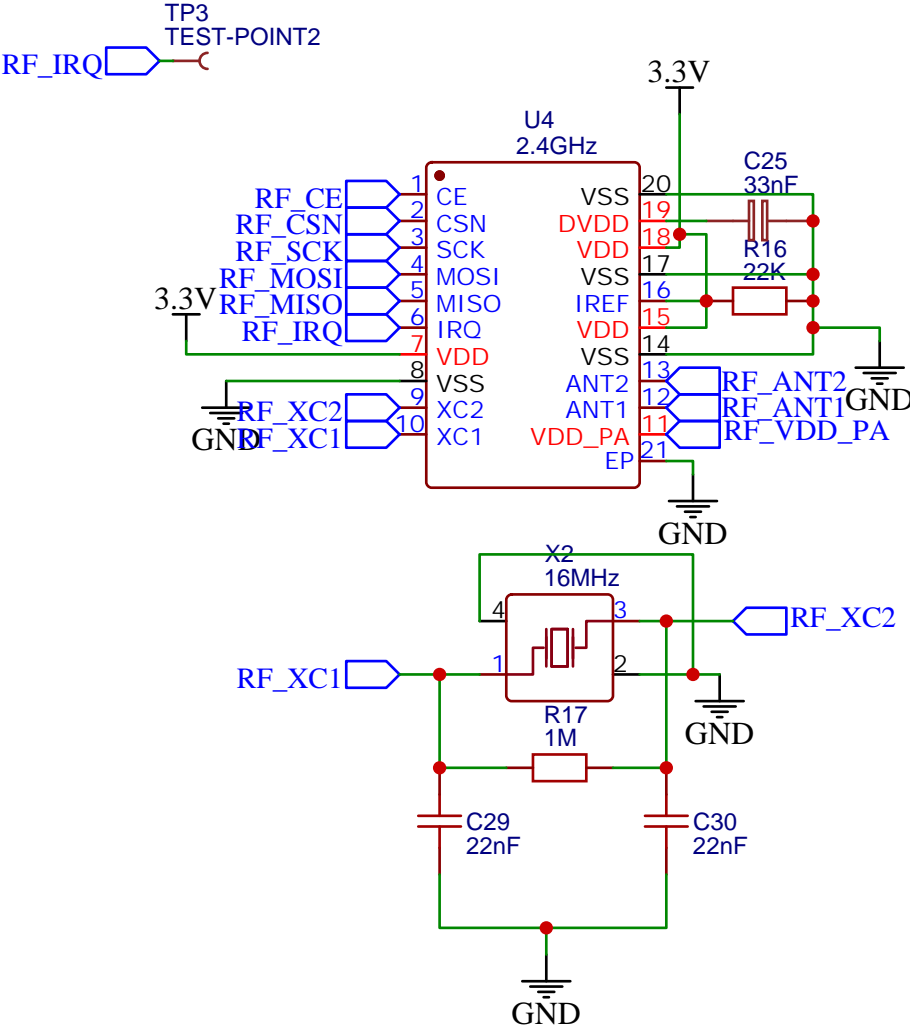 TP3
TEST-POINT2
RF_IRQ
3.3V
U4
2.4GHz
C25
33nF
RF_CE 1 CE VSS 20
RF_CSN 2 CSN DVDD 19
RF_SCK 3 SCK VDD 18
R16
22K
RF_MOSI 4 MOSI VSS 17
3.3V
RF_MISO 5 MISO IREF 16
RF_IRQ 6 IRQ VDD 15
7 VDD VSS 14
8 VSS ANT2 13 RF_ANT2
RF_XC2 9 XC2 ANT1 12 RF_ANT1
GND
GND
RF_XC1 10 XC1 VDD_PA 11 RF_VDD_PA
EP 21
GND
X2
16MHz
4 3 RF_XC2
RF_XC1 1 2
GND
R17
1M
C29
22nF
C30
22nF
GND